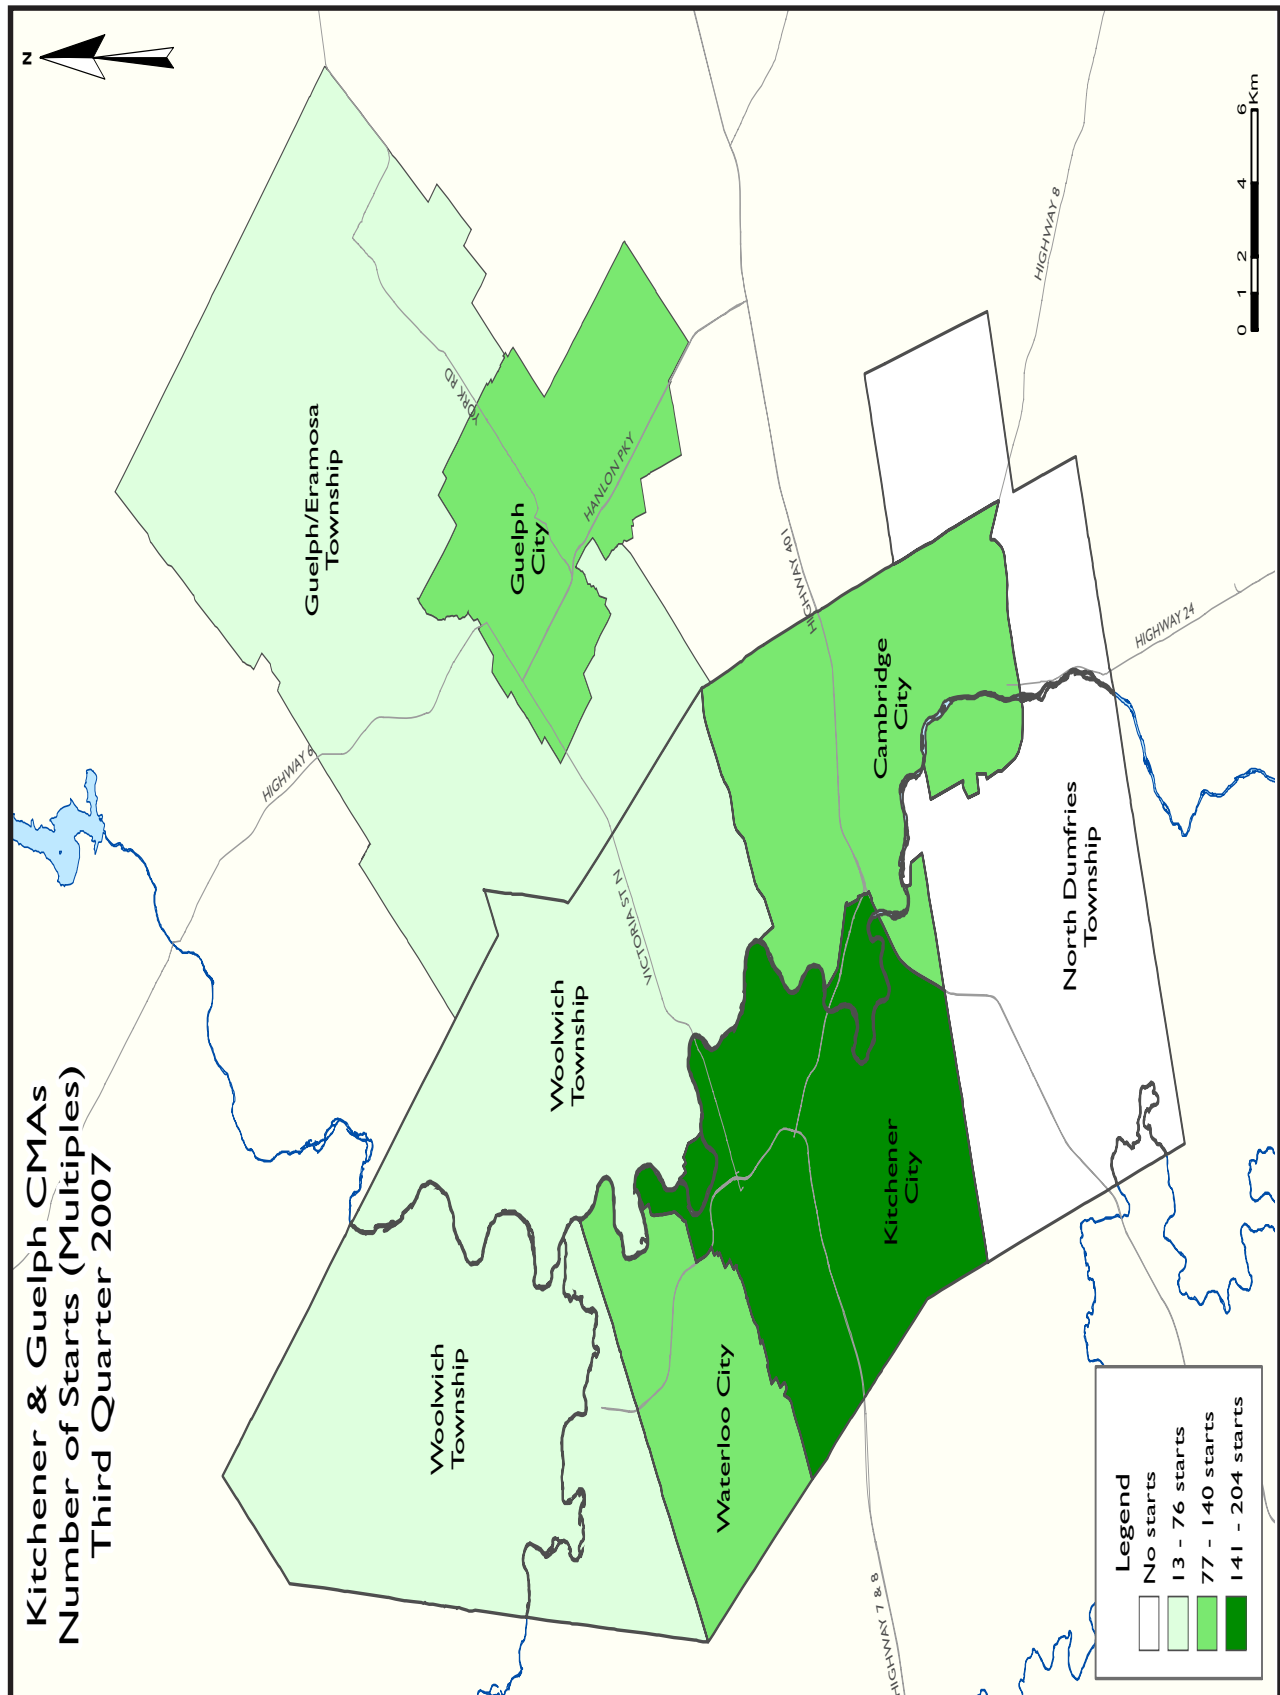 Kitchener & Guelph CMAs
Number of Starts (Multiples)
Third Quarter 2007
N
Guelph/Eramosa
Township
YORK RD
Guelph
City
HANLON PKY
HIGHWAY 6
HIGHWAY 401
HIGHWAY 8
HIGHWAY 24
VICTORIA ST N
Woolwich
Township
Woolwich
Township
Cambridge
City
North Dumfries
Township
Kitchener
City
Waterloo City
HIGHWAY 7 & 8
Legend
No starts
13 - 76 starts
77 - 140 starts
141 - 204 starts
0 1 2 4 6
Km